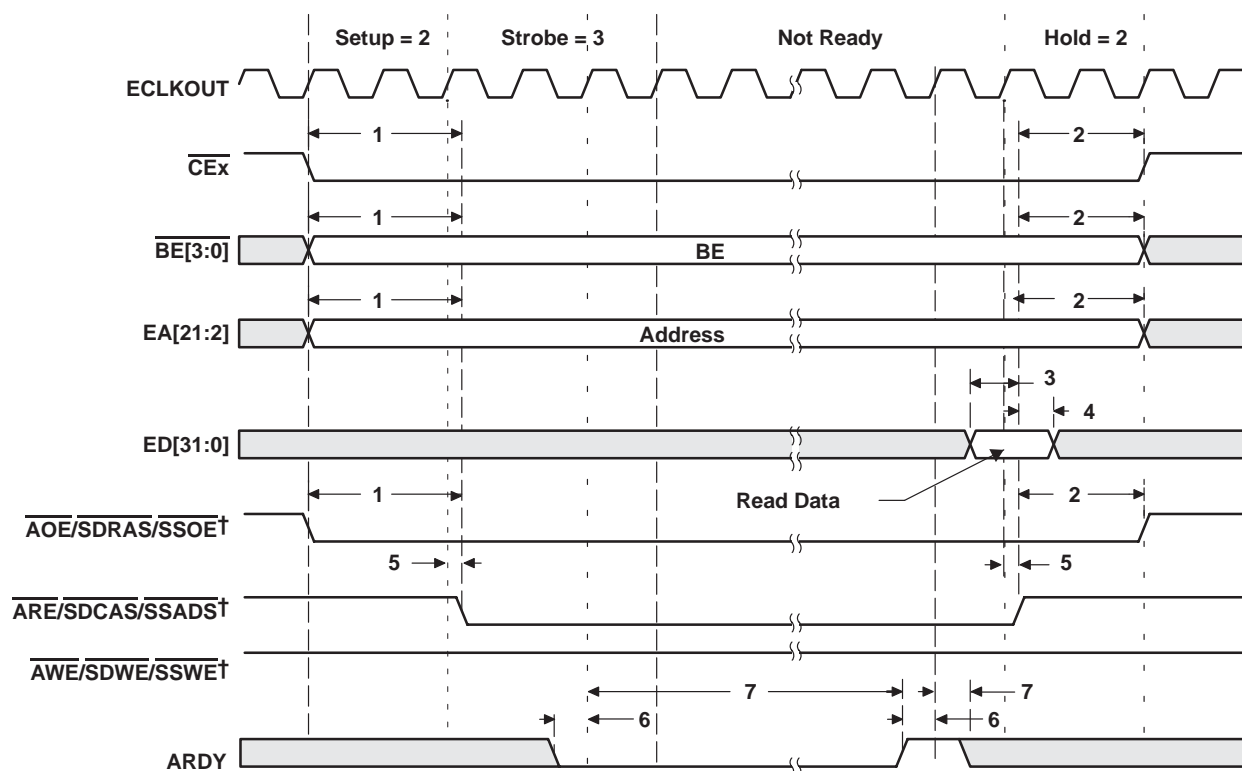 Setup = 2 Strobe = 3 Not Ready Hold = 2
ECLKOUT
1 2
CEx
1 2
BE[3:0] BE
1 2
EA[21:2] Address
3
4
ED[31:0]
Read Data
1 2
AOE/SDRAS/SSOE†
5 5
ARE/SDCAS/SSADS†
AWE/SDWE/SSWE†
7 7
6 6
ARDY